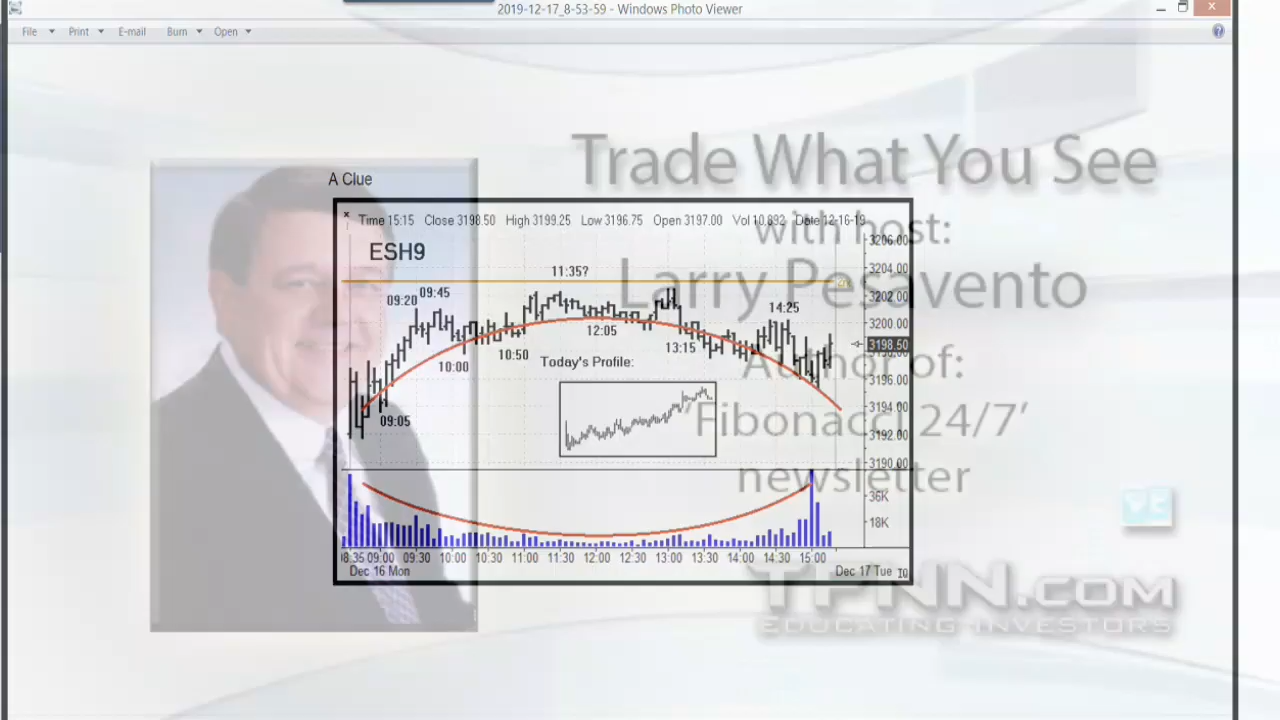 2019-12-17_8-53-59 - Windows Photo Viewer
File Print E-mail Burn Open
Trade What You See
with host:
Larry Pesavento
Author of:
'Fibonacci 24/7'
newsletter
TFNN.COM
EDUCATING INVESTORS
A Clue
Time 15:15 Close 3198.50 High 3199.25 Low 3196.75 Open 3197.00 Vol 10,892 Date 12-16-19
ESH9
11:35?
09:20
09:45
14:25
12:05
13:15
10:50
10:00
09:05
Today's Profile:
3206.00
3204.00
3202.00
3200.00
3198.50
3198.00
3196.00
3194.00
3192.00
3190.00
36K
18K
08:35 09:00 09:30 10:00 10:30 11:00 11:30 12:00 12:30 13:00 13:30 14:00 14:30 15:00
Dec 16 Mon Dec 17 Tue